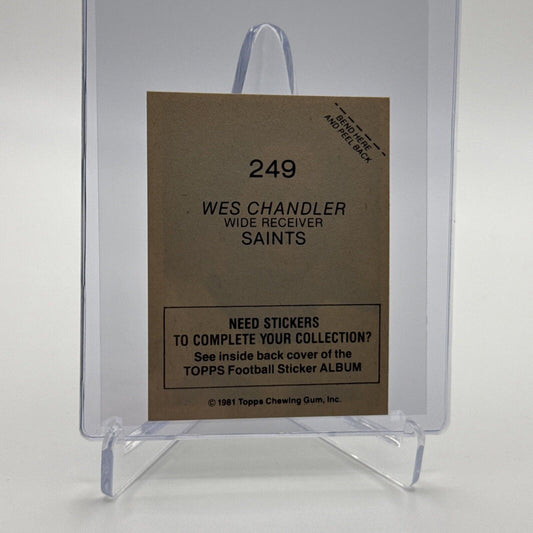 BEND HERE
AND PEEL BACK
249
WES CHANDLER
WIDE RECEIVER
SAINTS
NEED STICKERS
TO COMPLETE YOUR COLLECTION?
See inside back cover of the
TOPPS Football Sticker ALBUM
© 1981 Topps Chewing Gum, Inc.